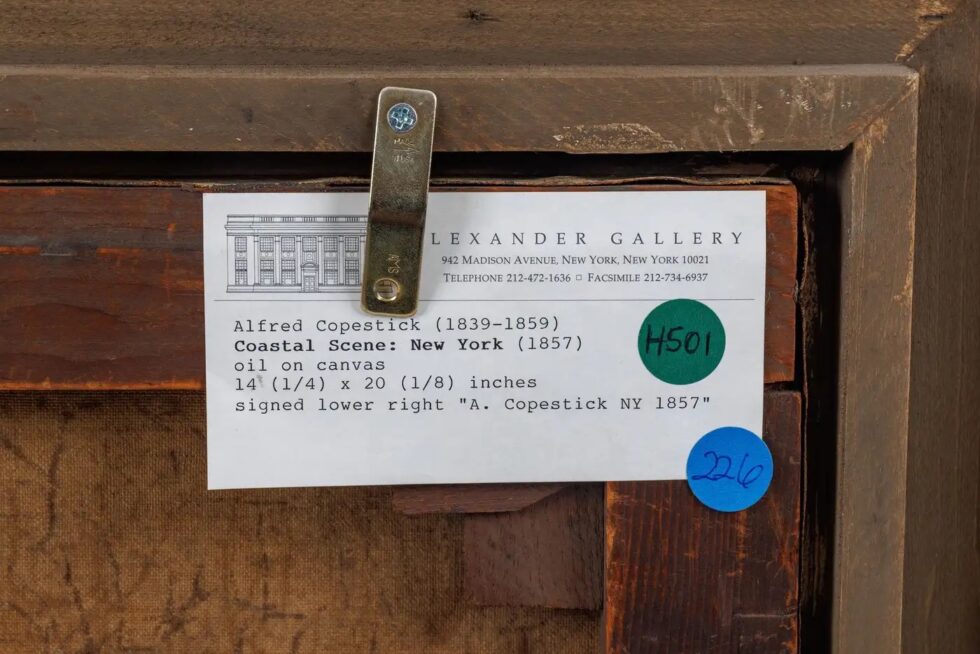 LEXANDER GALLERY
942 MADISON AVENUE, NEW YORK, NEW YORK 10021
TELEPHONE 212-472-1636 □ FACSIMILE 212-734-6937
Alfred Copestick (1839-1859)
Coastal Scene: New York (1857)
oil on canvas
14 (1/4) x 20 (1/8) inches
signed lower right "A. Copestick NY 1857"
H501
226